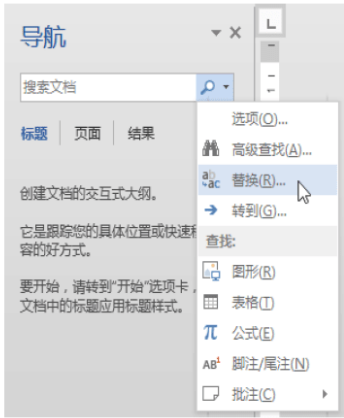 导航
搜索文档
标题 页面 结果
创建文档的交互式大纲。
它是跟踪您的具体位置或快速
容的好方式。
要开始，请转到“开始”选项卡，
文档中的标题应用标题样式。
选项(O)...
高级查找(A)...
替换(R)...
转到(G)...
查找:
图形(R)
表格(T)
公式(E)
脚注/尾注(N)
批注(C)